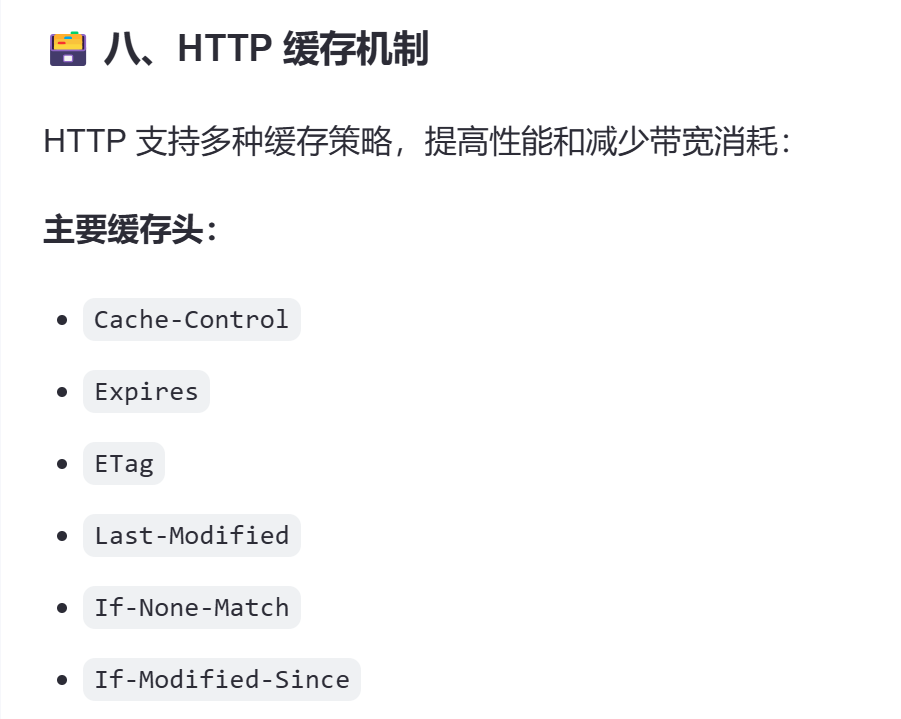 八、HTTP 缓存机制
HTTP 支持多种缓存策略，提高性能和减少带宽消耗：
主要缓存头：
Cache-Control
Expires
ETag
Last-Modified
If-None-Match
If-Modified-Since